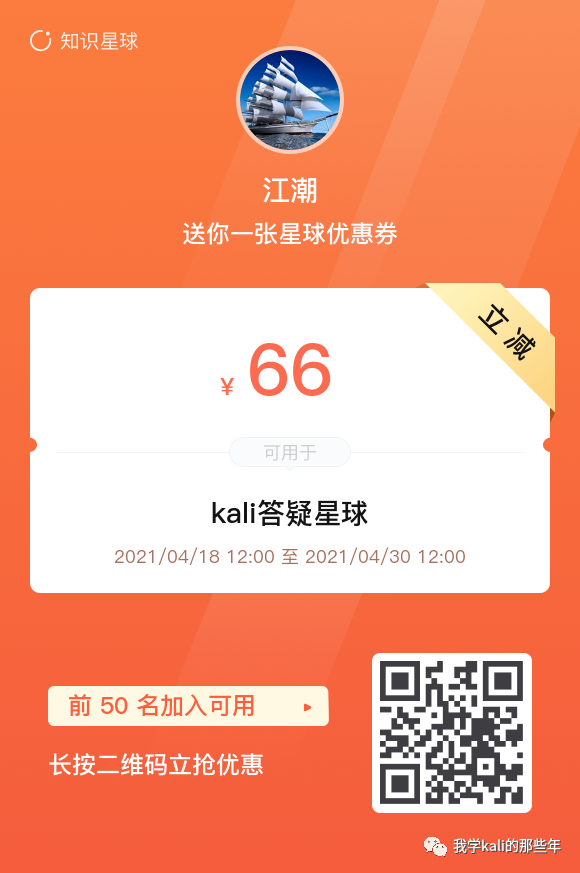 知识星球
江潮
送你一张星球优惠券
立减
¥ 66
可用于
kali答疑星球
2021/04/18 12:00 至 2021/04/30 12:00
前 50 名加入可用
长按二维码立抢优惠
我学kali的那些年